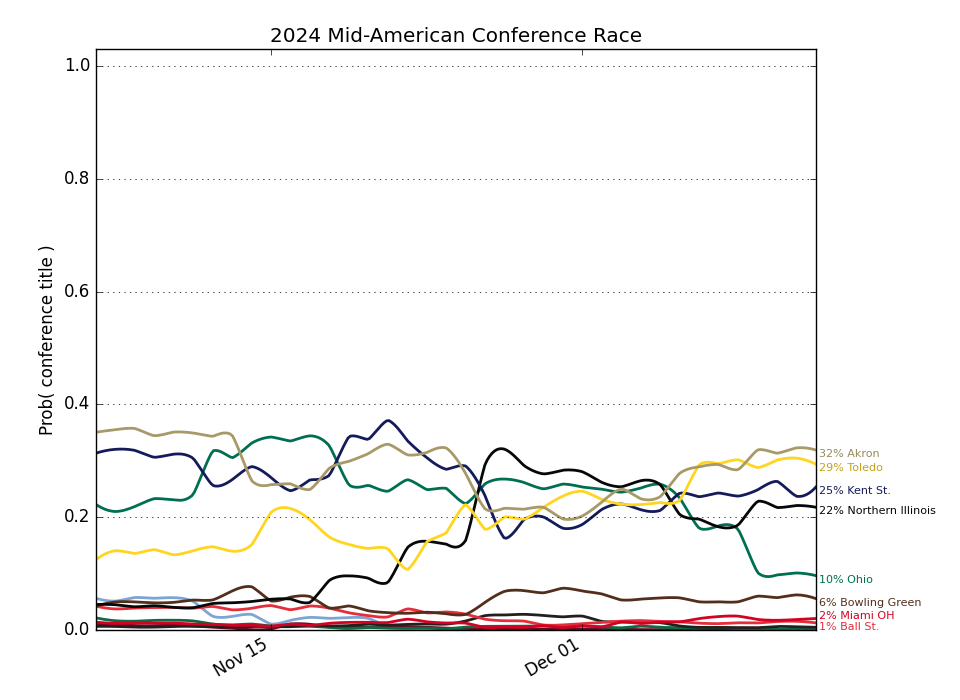 2024 Mid-American Conference Race
Prob( conference title )
1.0
0.8
0.6
0.4
0.2
0.0
Nov 15
Dec 01
32% Akron
29% Toledo
25% Kent St.
22% Northern Illinois
10% Ohio
6% Bowling Green
2% Miami OH
1% Ball St.